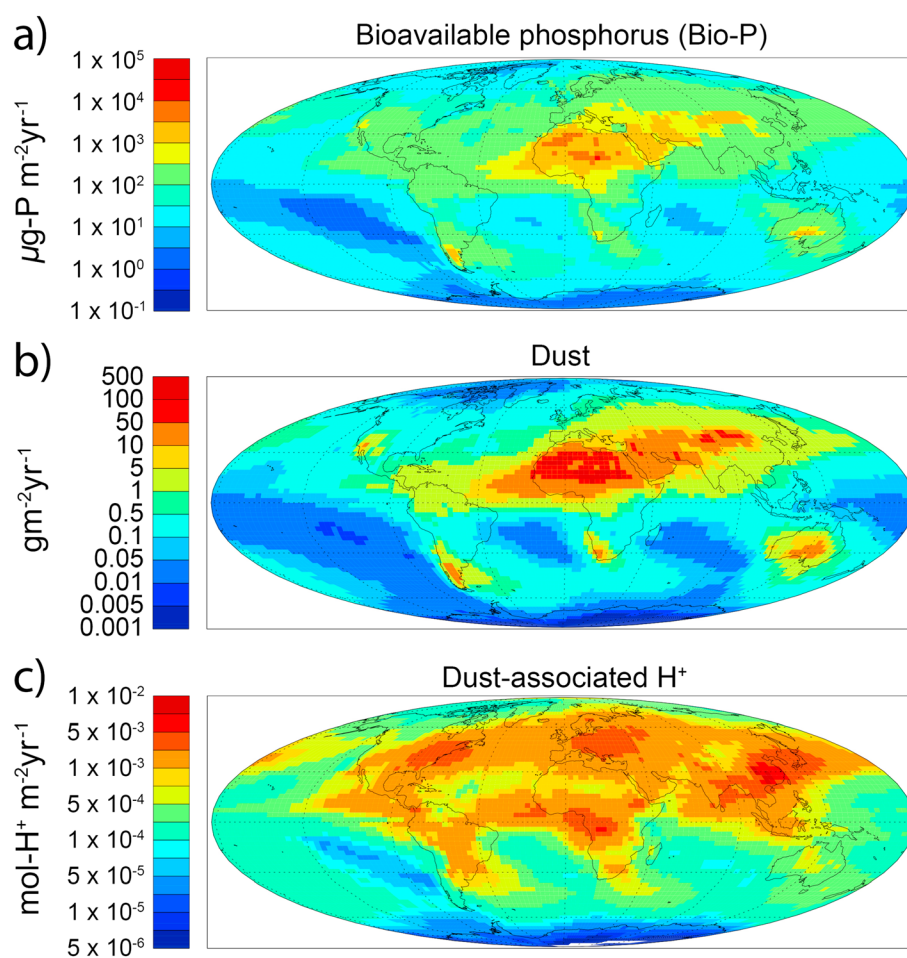 a)
Bioavailable phosphorus (Bio-P)
1 x 10⁵
1 x 10⁴
1 x 10³
1 x 10²
1 x 10¹
1 x 10⁰
1 x 10⁻¹
µg-P m⁻²yr⁻¹
b)
Dust
500
100
50
10
5
1
0.5
0.1
0.05
0.01
0.005
0.001
gm⁻²yr⁻¹
c)
Dust-associated H⁺
1 x 10⁻²
5 x 10⁻³
1 x 10⁻³
5 x 10⁻⁴
1 x 10⁻⁴
5 x 10⁻⁵
1 x 10⁻⁵
5 x 10⁻⁶
mol-H⁺ m⁻²yr⁻¹